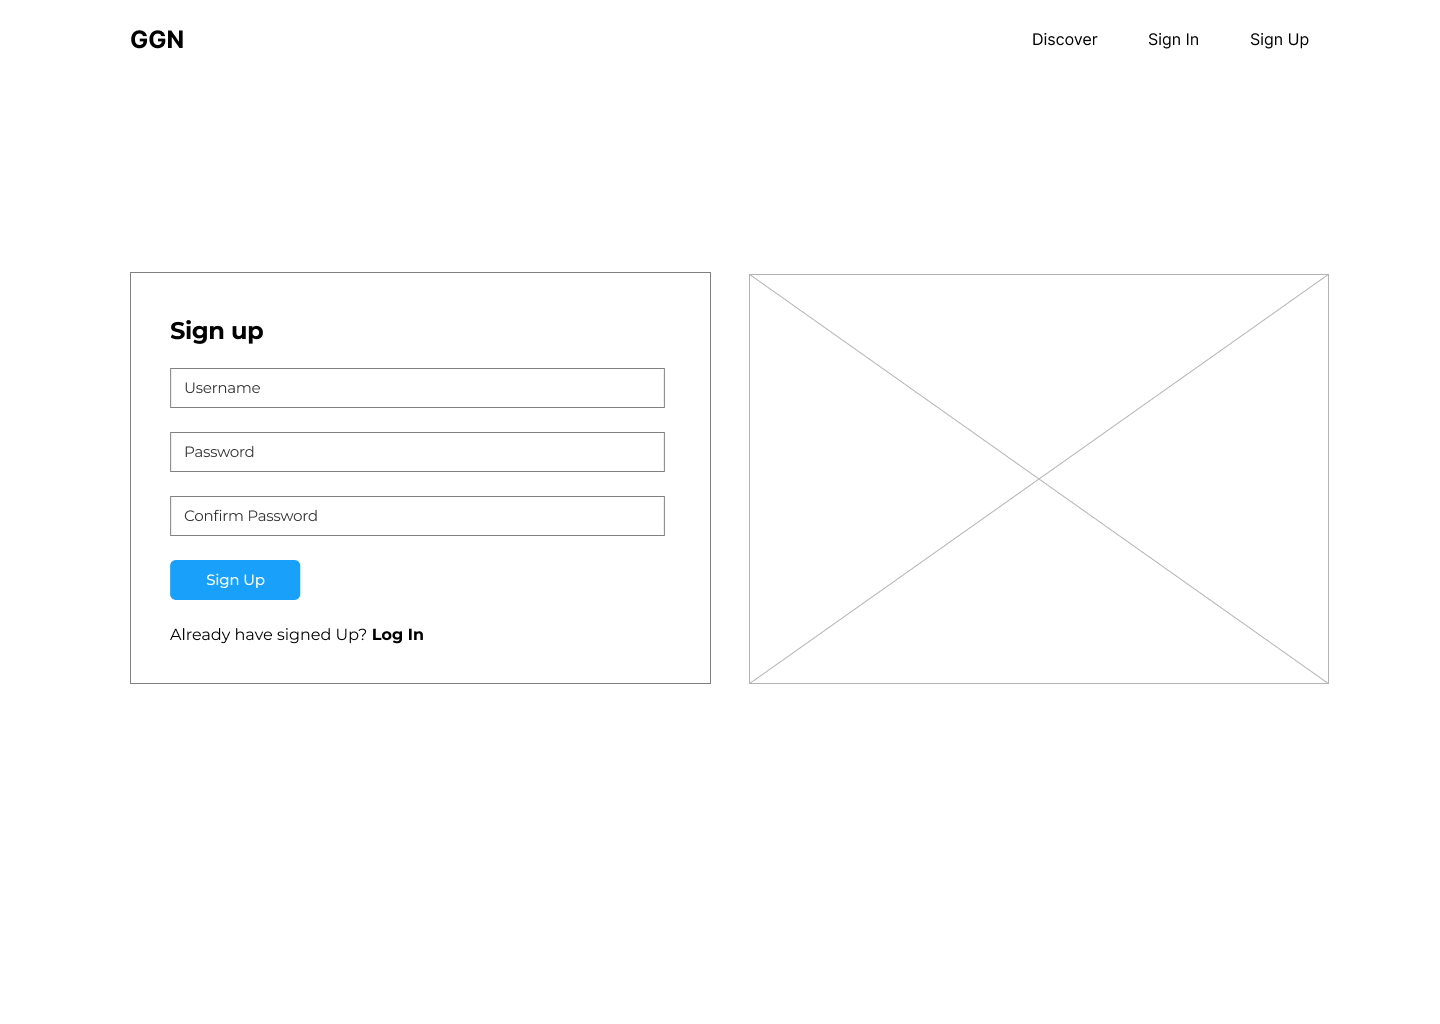 GGN
Discover
Sign In
Sign Up
Sign up
Username
Password
Confirm Password
Sign Up
Already have signed Up? Log In